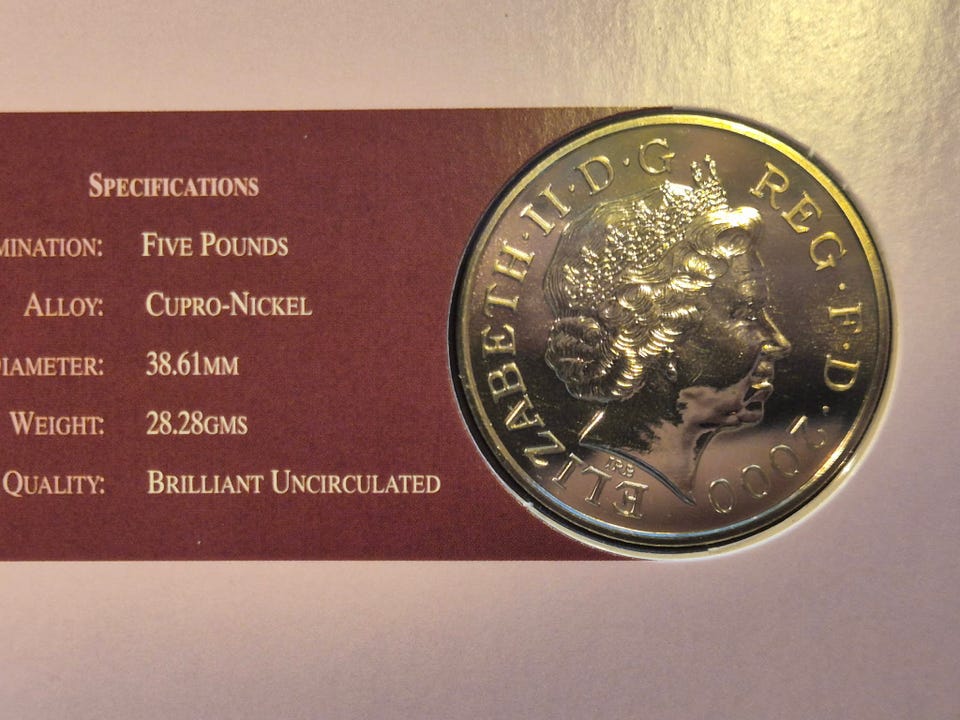 SPECIFICATIONS
MINATION: FIVE POUNDS
ALLOY: CUPRO-NICKEL
IAMETER: 38.61MM
WEIGHT: 28.28GMS
QUALITY: BRILLIANT UNCIRCULATED
ELIZABETH·II·D·G REG·F·D·2000
IRB